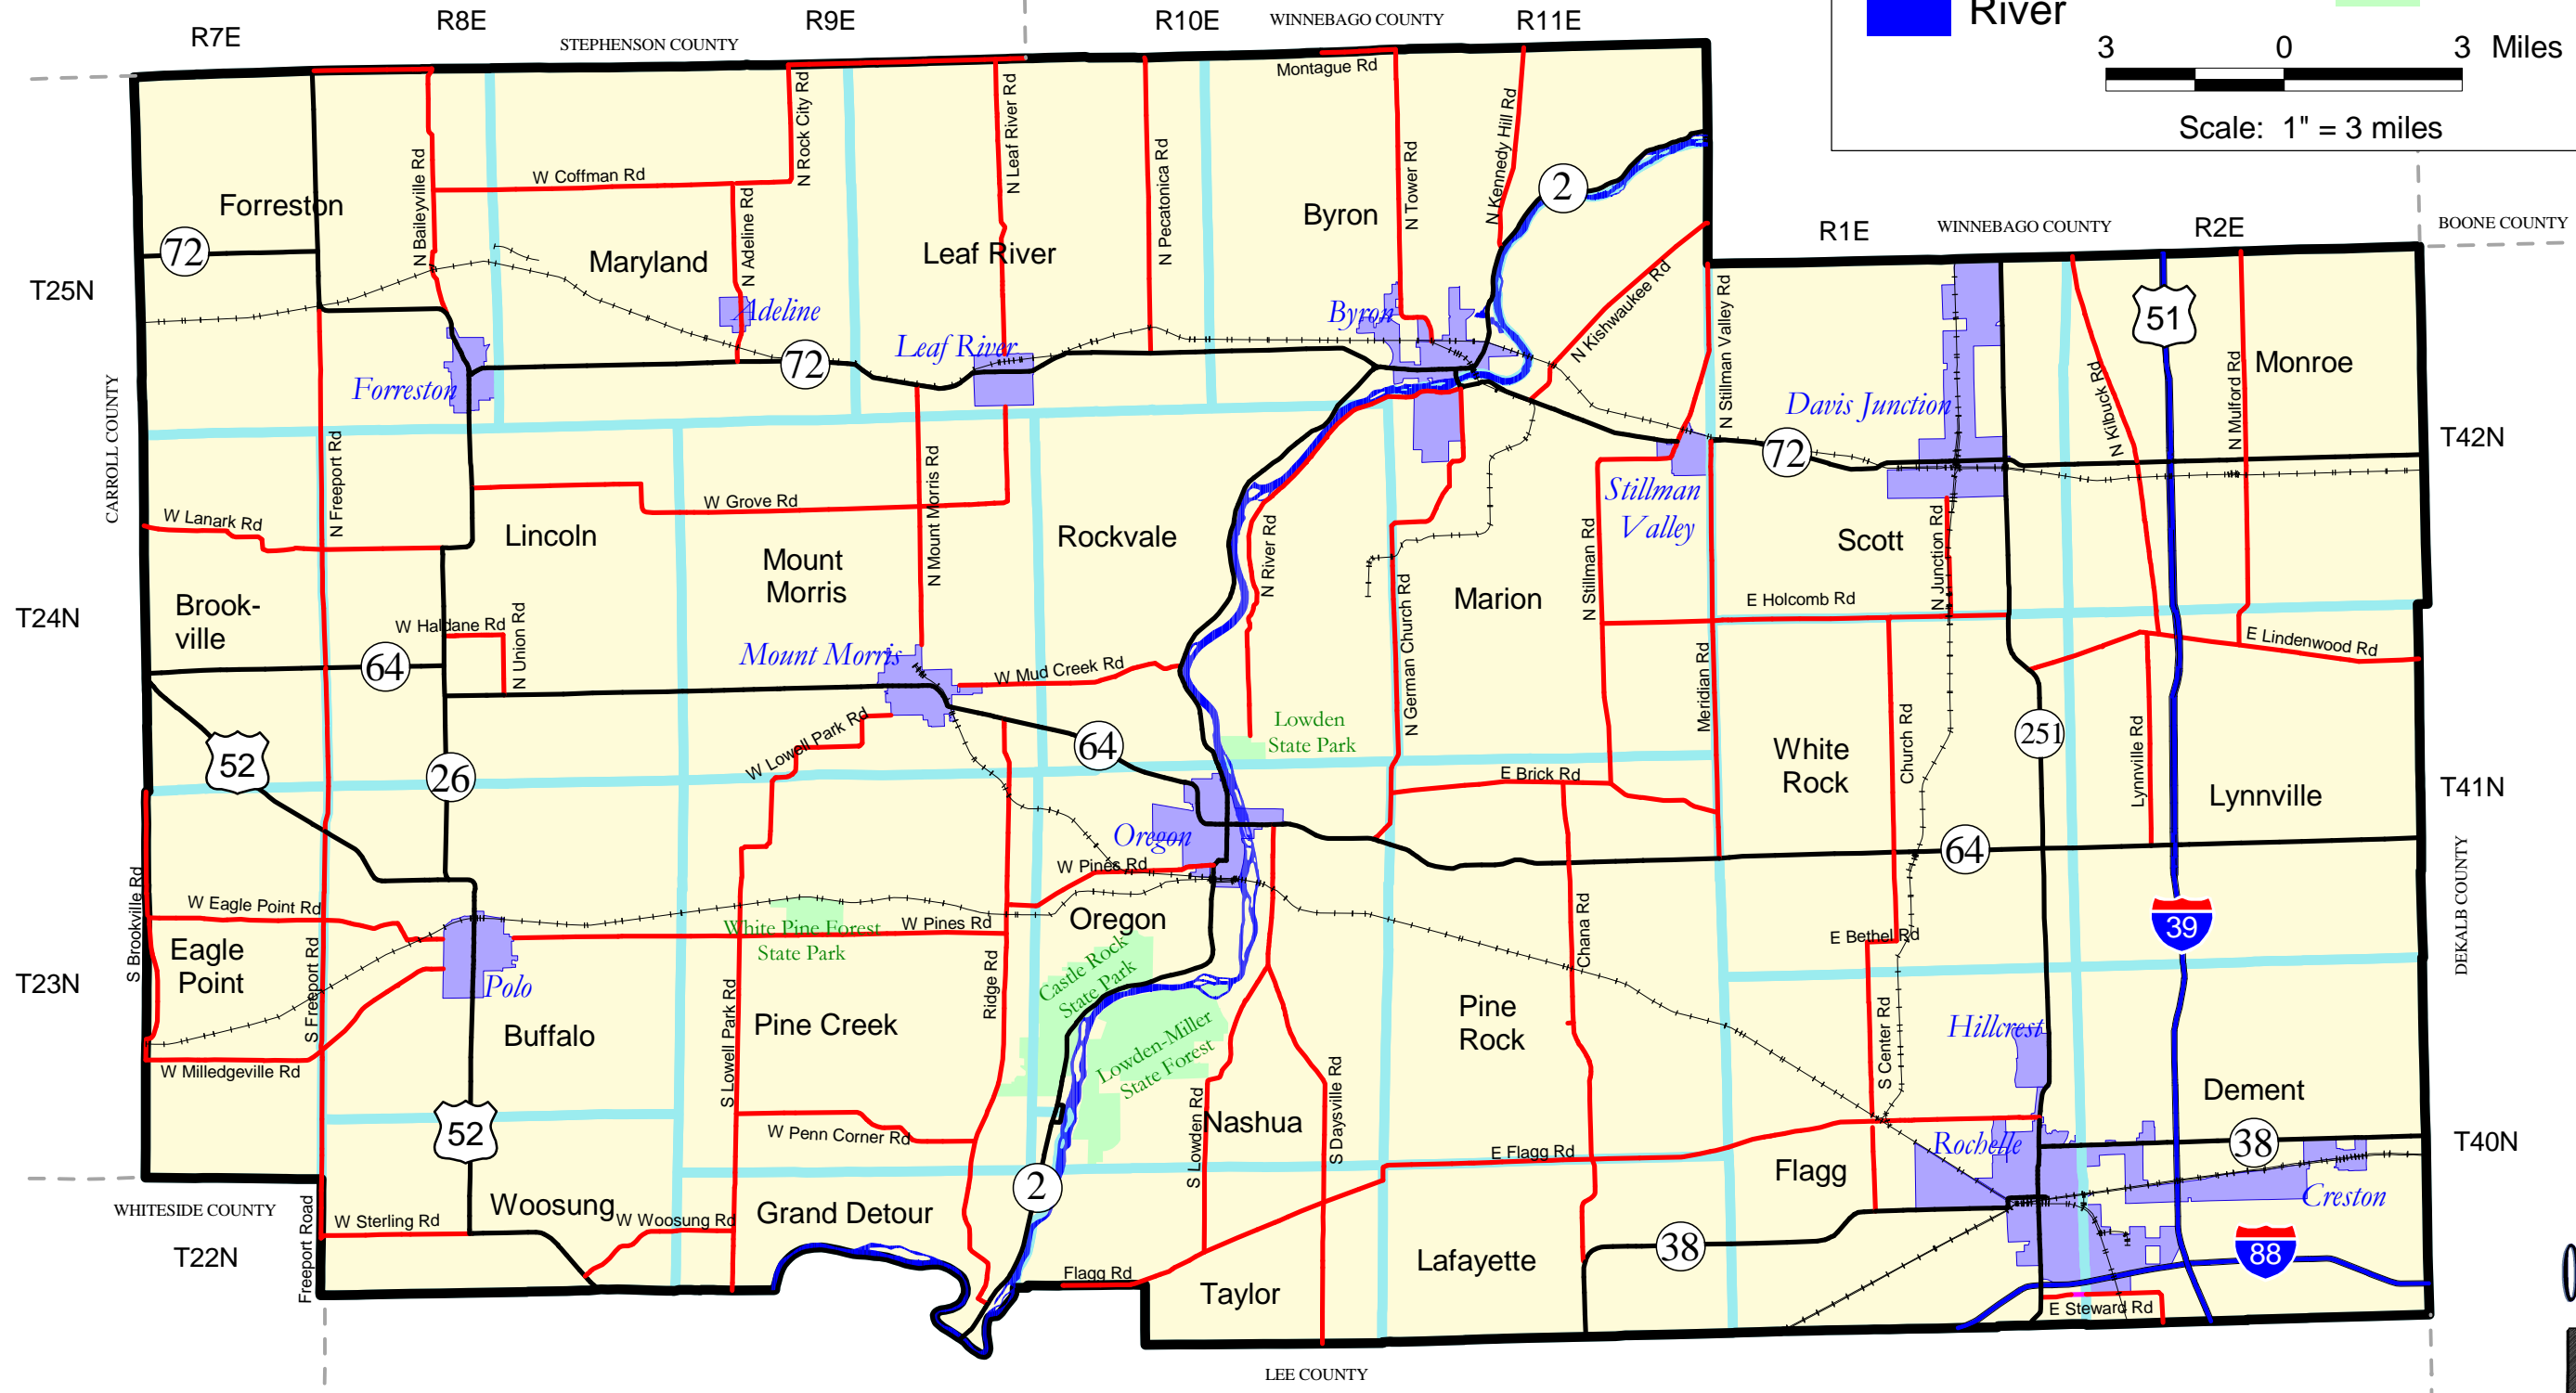 River
3 0 3 Miles
Scale: 1" = 3 miles
R7E
R8E
R9E
R10E
R11E
STEPHENSON COUNTY
WINNEBAGO COUNTY
R1E
WINNEBAGO COUNTY
R2E
BOONE COUNTY
T25N
T24N
T23N
T22N
T42N
T41N
T40N
CARROLL COUNTY
WHITESIDE COUNTY
LEE COUNTY
DEKALB COUNTY
Forreston
72
N Baileyville Rd
W Coffman Rd
N Rock City Rd
N Adeline Rd
Maryland
Adeline
Leaf River
N Leaf River Rd
N Pecatonica Rd
Leaf River
72
Forreston
Montague Rd
Byron
N Tower Rd
N Kennedy Hill Rd
2
Byron
N Kishwaukee Rd
N Stillman Valley Rd
Davis Junction
51
N Kilbuck Rd
N Mulford Rd
Monroe
72
Stillman
Valley
N Freeport Rd
W Lanark Rd
Lincoln
W Grove Rd
N Mount Morris Rd
Mount
Morris
Rockvale
N River Rd
Marion
N German Church Rd
N Stillman Rd
Scott
N Junction Rd
E Holcomb Rd
E Lindenwood Rd
Brook-
ville
W Haldane Rd
N Union Rd
64
Mount Morris
W Mud Creek Rd
W Lowell Park Rd
64
Lowden
State Park
Meridian Rd
White
Rock
Church Rd
251
Lynnville Rd
Lynnville
52
26
E Brick Rd
Oregon
W Pines Rd
64
39
S Brookville Rd
W Eagle Point Rd
Eagle
Point
S Freeport Rd
Polo
White Pine Forest
State Park
W Pines Rd
Oregon
Castle Rock
State Park
Lowden-Miller
State Forest
Ridge Rd
Chana Rd
E Bethel Rd
S Center Rd
Pine
Rock
Hillcrest
W Milledgeville Rd
Buffalo
Pine Creek
S Lowell Park Rd
W Penn Corner Rd
52
Nashua
S Lowden Rd
S Daysville Rd
E Flagg Rd
Flagg
Dement
Rochelle
38
Creston
Freeport Road
W Sterling Rd
Woosung
W Woosung Rd
Grand Detour
2
Flagg Rd
Taylor
Lafayette
38
88
E Steward Rd